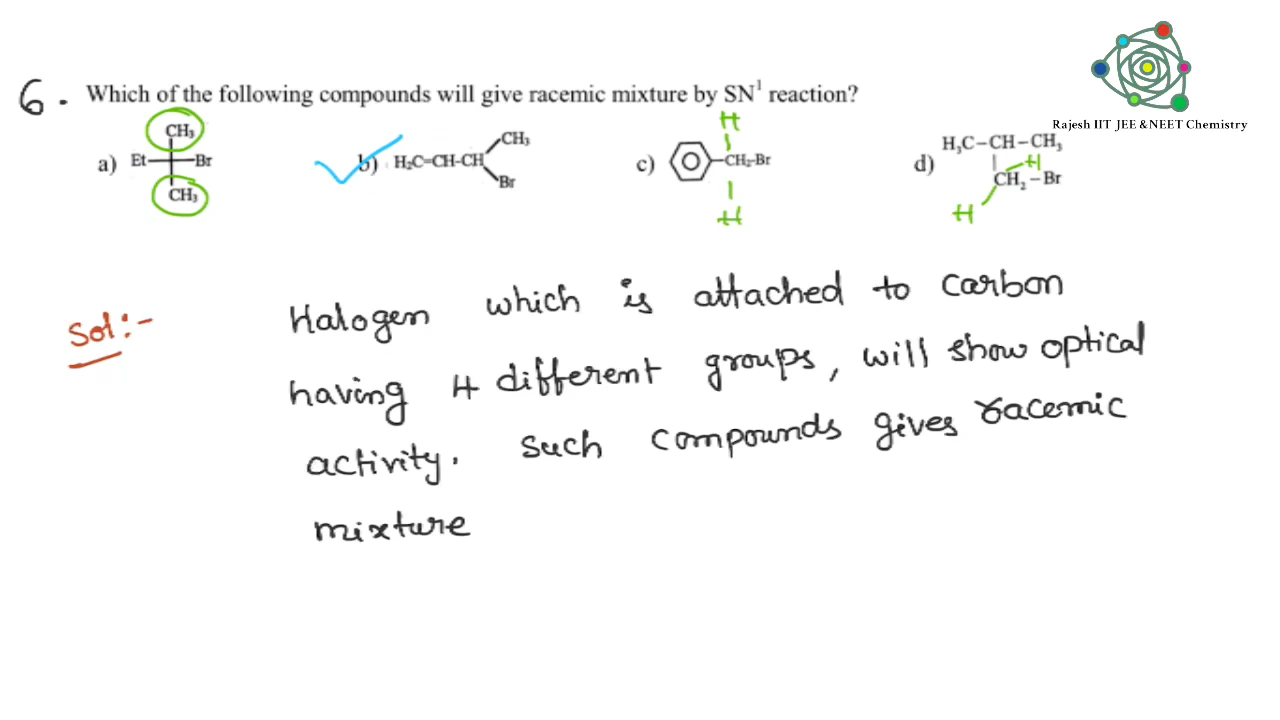 6. Which of the following compounds will give racemic mixture by SN¹ reaction?
Rajesh IIT JEE &NEET Chemistry
a) CH₃
Et Br
CH₃
b) H₂C=CH-CH CH₃
Br
c) CH₂-Br
H
H
d) H₃C-CH-CH₃
CH₂-Br
H
H
Sol:-
Halogen which is attached to carbon
having 4 different groups, will show optical
activity. Such compounds gives racemic
mixture